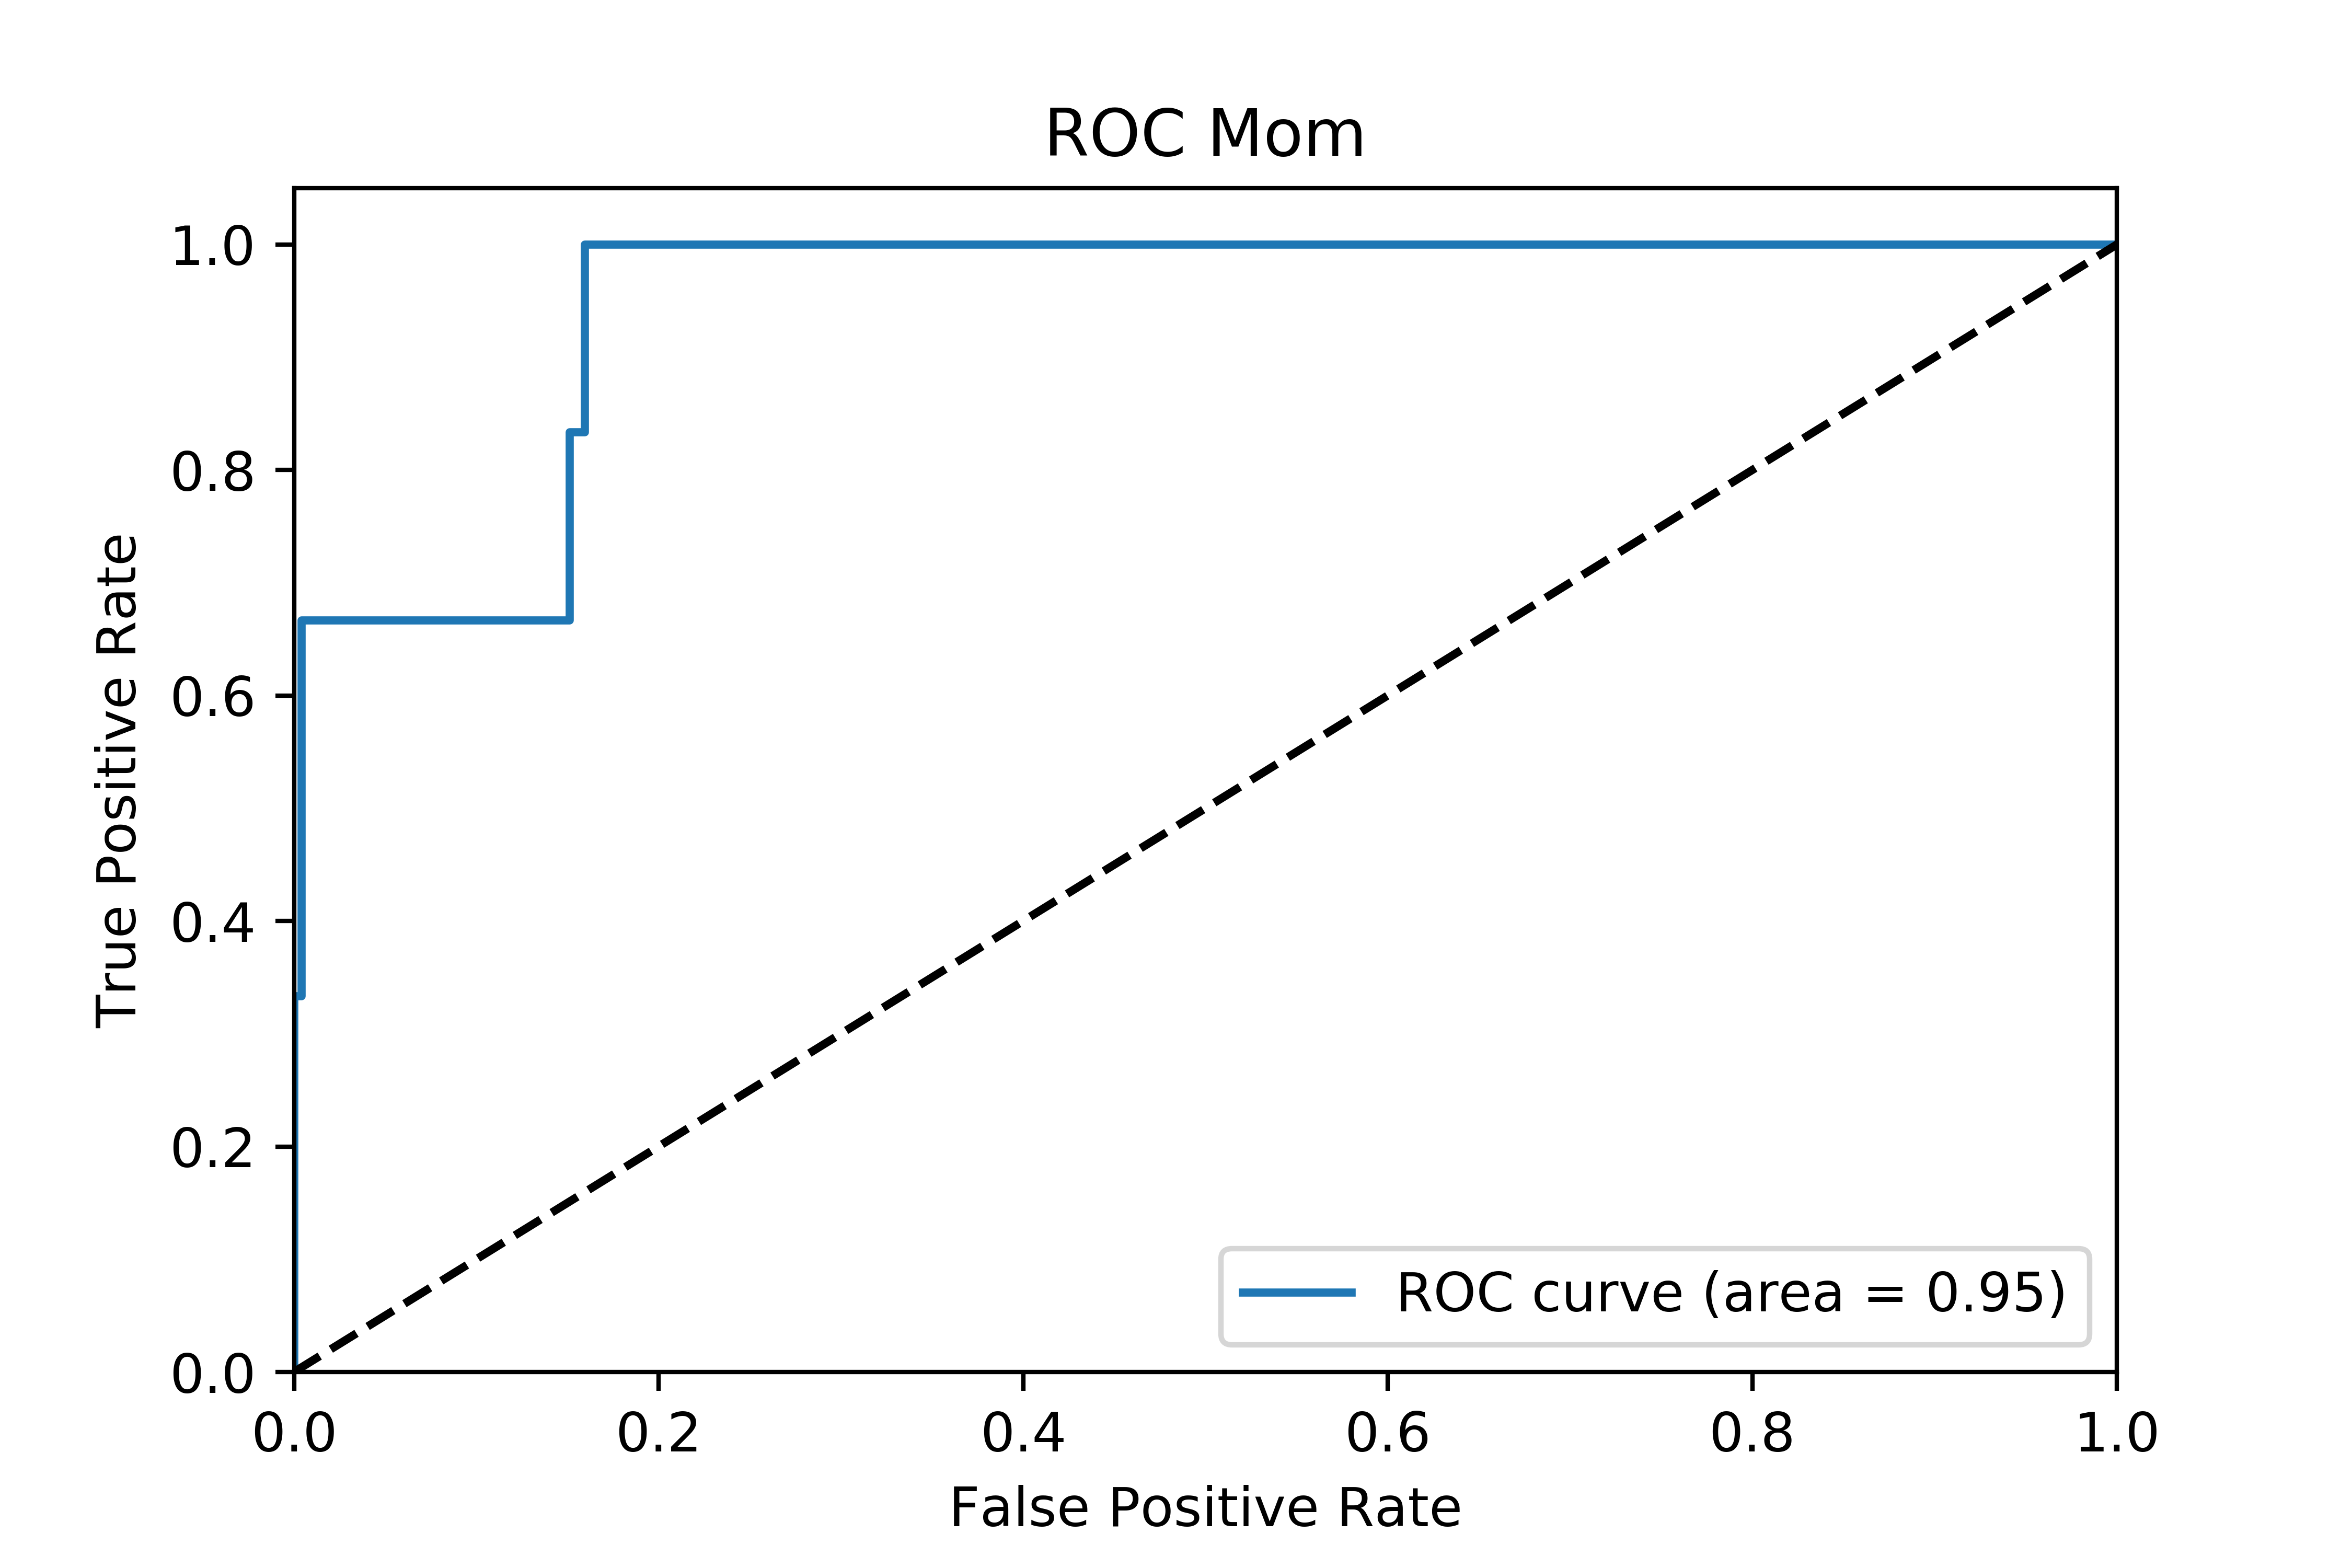 ROC Mom
True Positive Rate
1.0
0.8
0.6
0.4
0.2
0.0
ROC curve (area = 0.95)
0.0 0.2 0.4 0.6 0.8 1.0
False Positive Rate